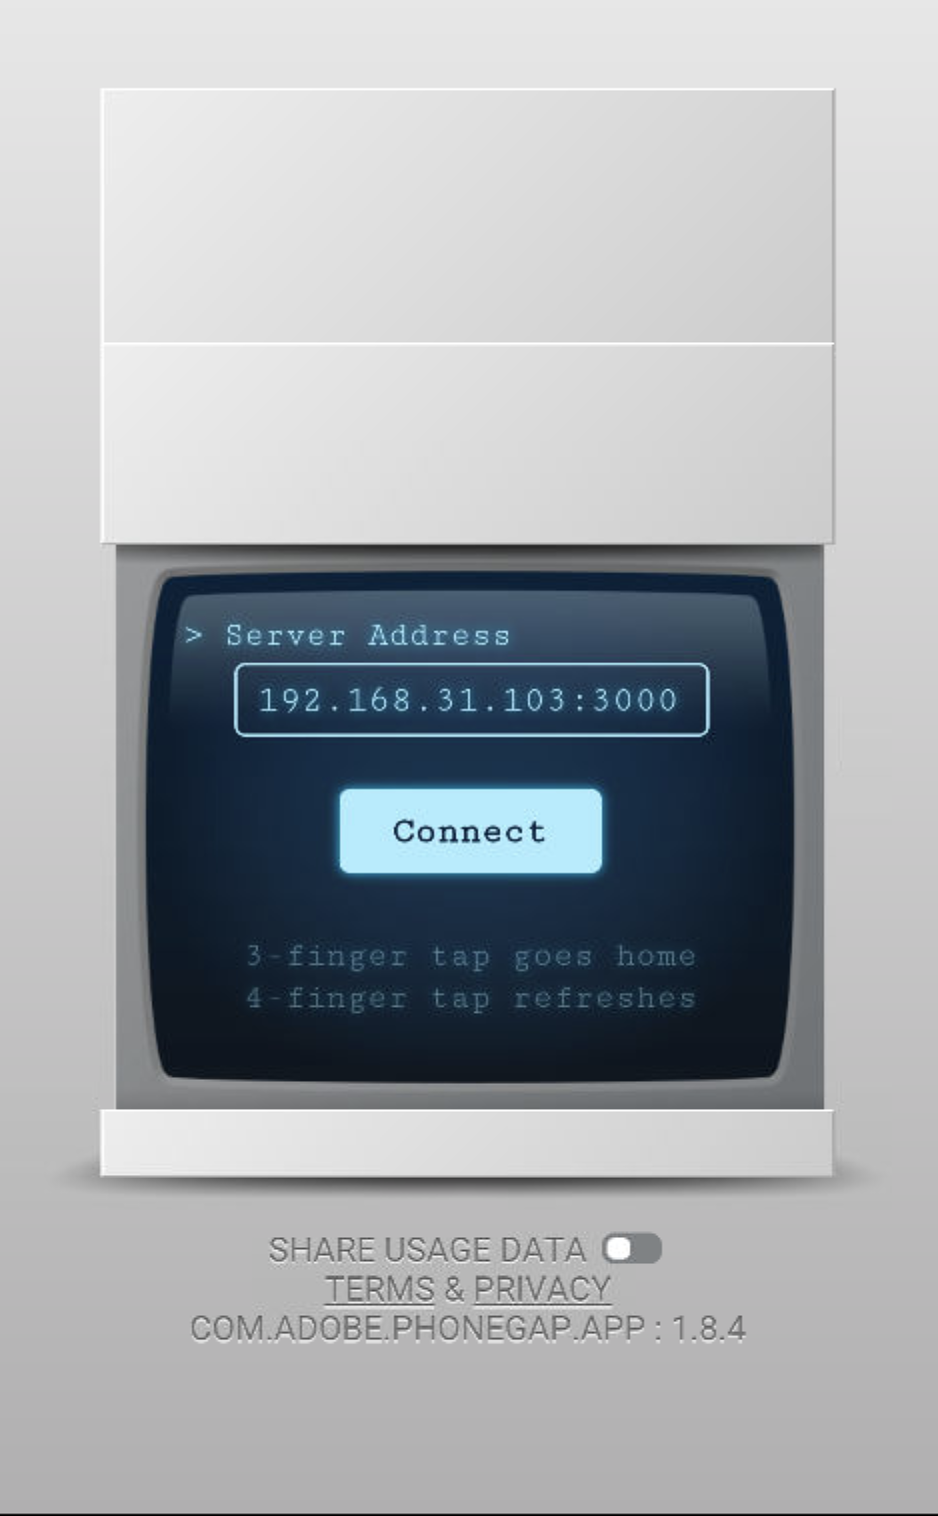 > Server Address
192.168.31.103:3000
Connect
3-finger tap goes home
4-finger tap refreshes
SHARE USAGE DATA
TERMS & PRIVACY
COM.ADOBE.PHONEGAP.APP : 1.8.4